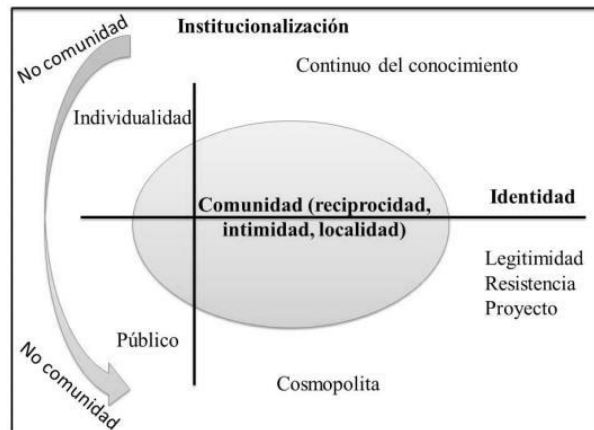 No comunidad
Institucionalización
Continuo del conocimiento
Individualidad
Comunidad (reciprocidad,
intimidad, localidad)
Identidad
Legitimidad
Resistencia
Proyecto
Público
No comunidad
Cosmopolita